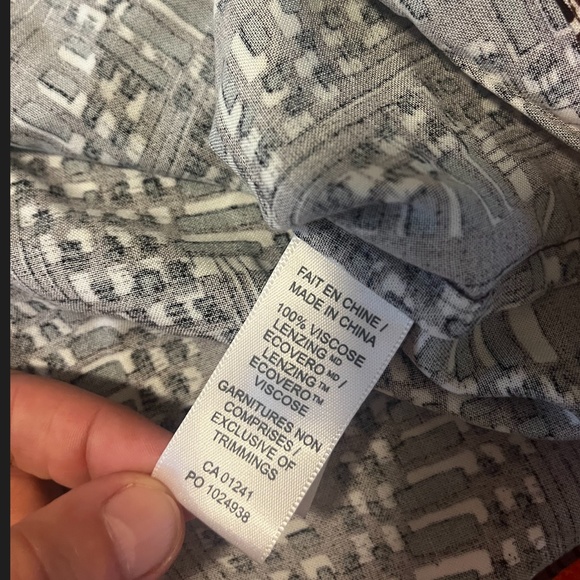 FAIT EN CHINE /
MADE IN CHINA
100% VISCOSE
LENZING MD
ECOVERO MD /
LENZING™
ECOVERO™
VISCOSE
GARNITURES NON
COMPRISES /
EXCLUSIVE OF
TRIMMINGS
CA 01241
PO 1024938